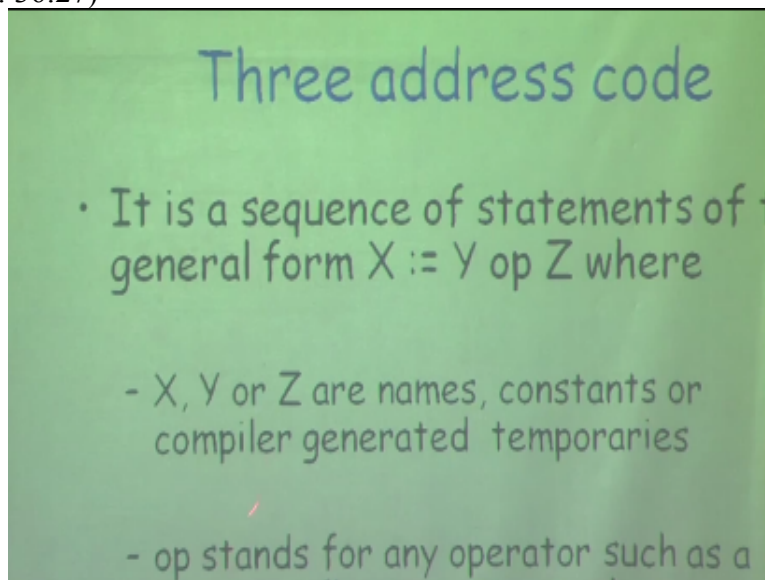 Three address code
• It is a sequence of statements of
general form X := Y op Z where
- X, Y or Z are names, constants or
compiler generated temporaries
- op stands for any operator such as a